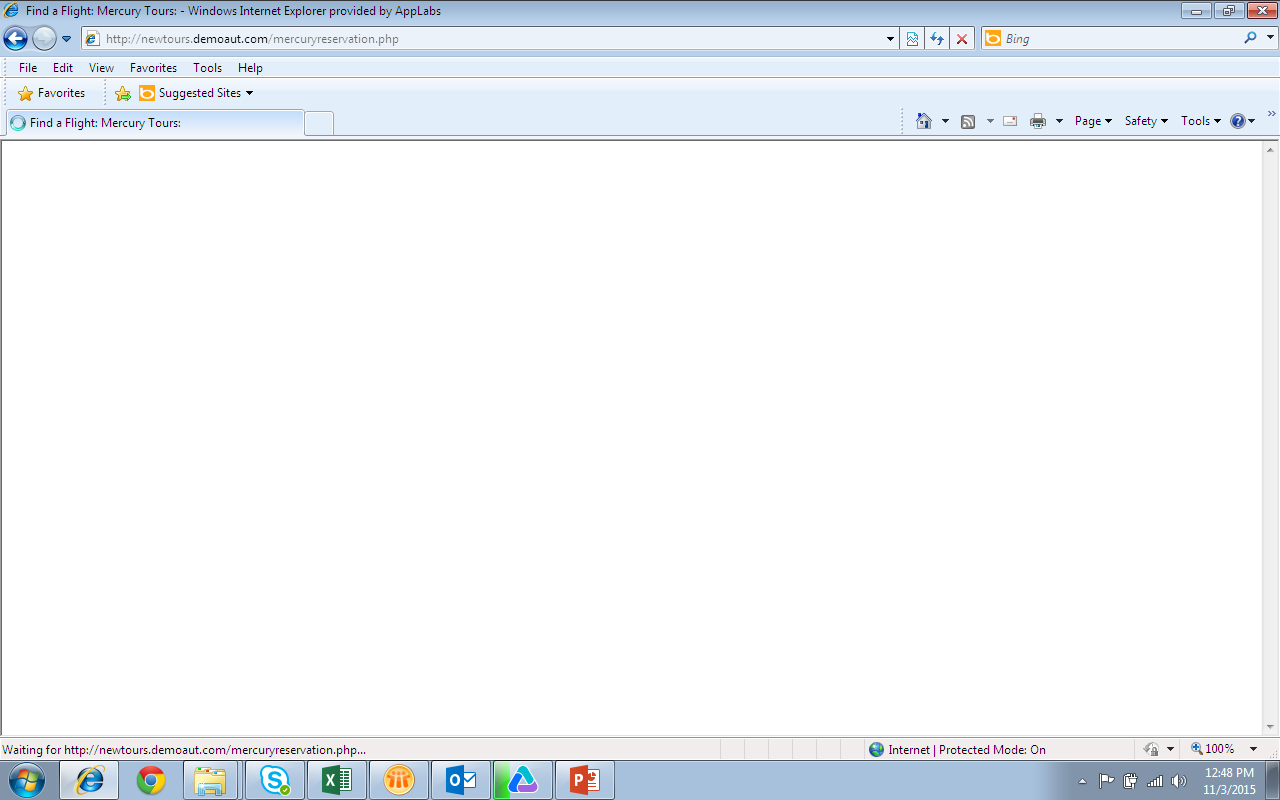 Find a Flight: Mercury Tours: - Windows Internet Explorer provided by AppLabs
http://newtours.demoaut.com/mercuryreservation.php
Bing
File Edit View Favorites Tools Help
Favorites Suggested Sites
Find a Flight: Mercury Tours:
Page Safety Tools
Waiting for http://newtours.demoaut.com/mercuryreservation.php...
Internet | Protected Mode: On
100%
12:48 PM
11/3/2015